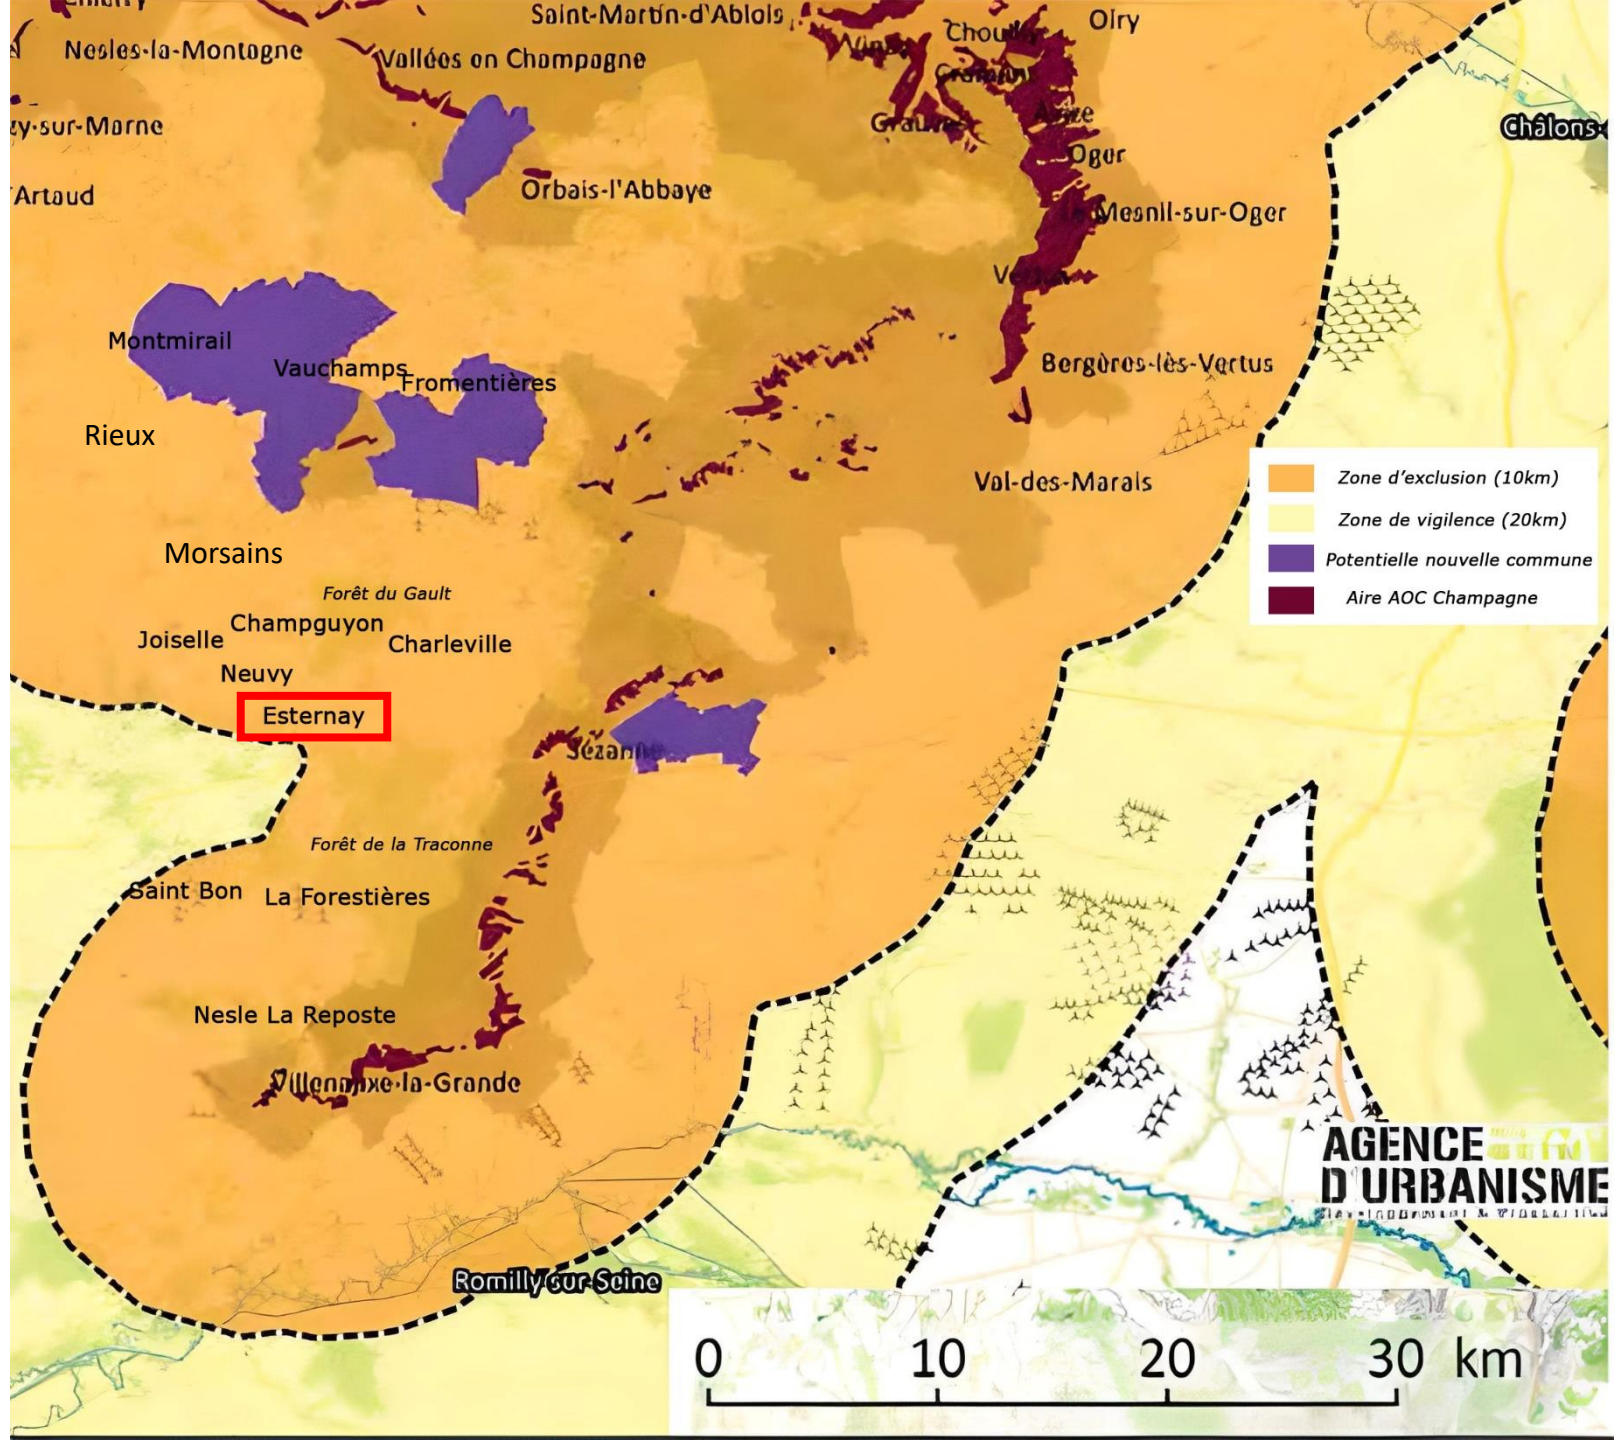 Saint-Martin-d'Ablois
Oiry
Nesles-la-Montagne
Vallées en Champagne
Avize
Châlons-
zy-sur-Marne
Oger
Artaud
Orbais-l'Abbaye
Mesnil-sur-Oger
Montmirail
Vauchamps
Fromentières
Bergères-lès-Vertus
Rieux
Val-des-Marais
Zone d'exclusion (10km)
Zone de vigilence (20km)
Potentielle nouvelle commune
Aire AOC Champagne
Morsains
Forêt du Gault
Champguyon
Joiselle
Charleville
Neuvy
Esternay
Sézanne
Forêt de la Traconne
Saint Bon
La Forestières
Nesle La Reposte
Villenauxe-la-Grande
AGENCE
D'URBANISME
Romilly-sur-Seine
0 10 20 30 km